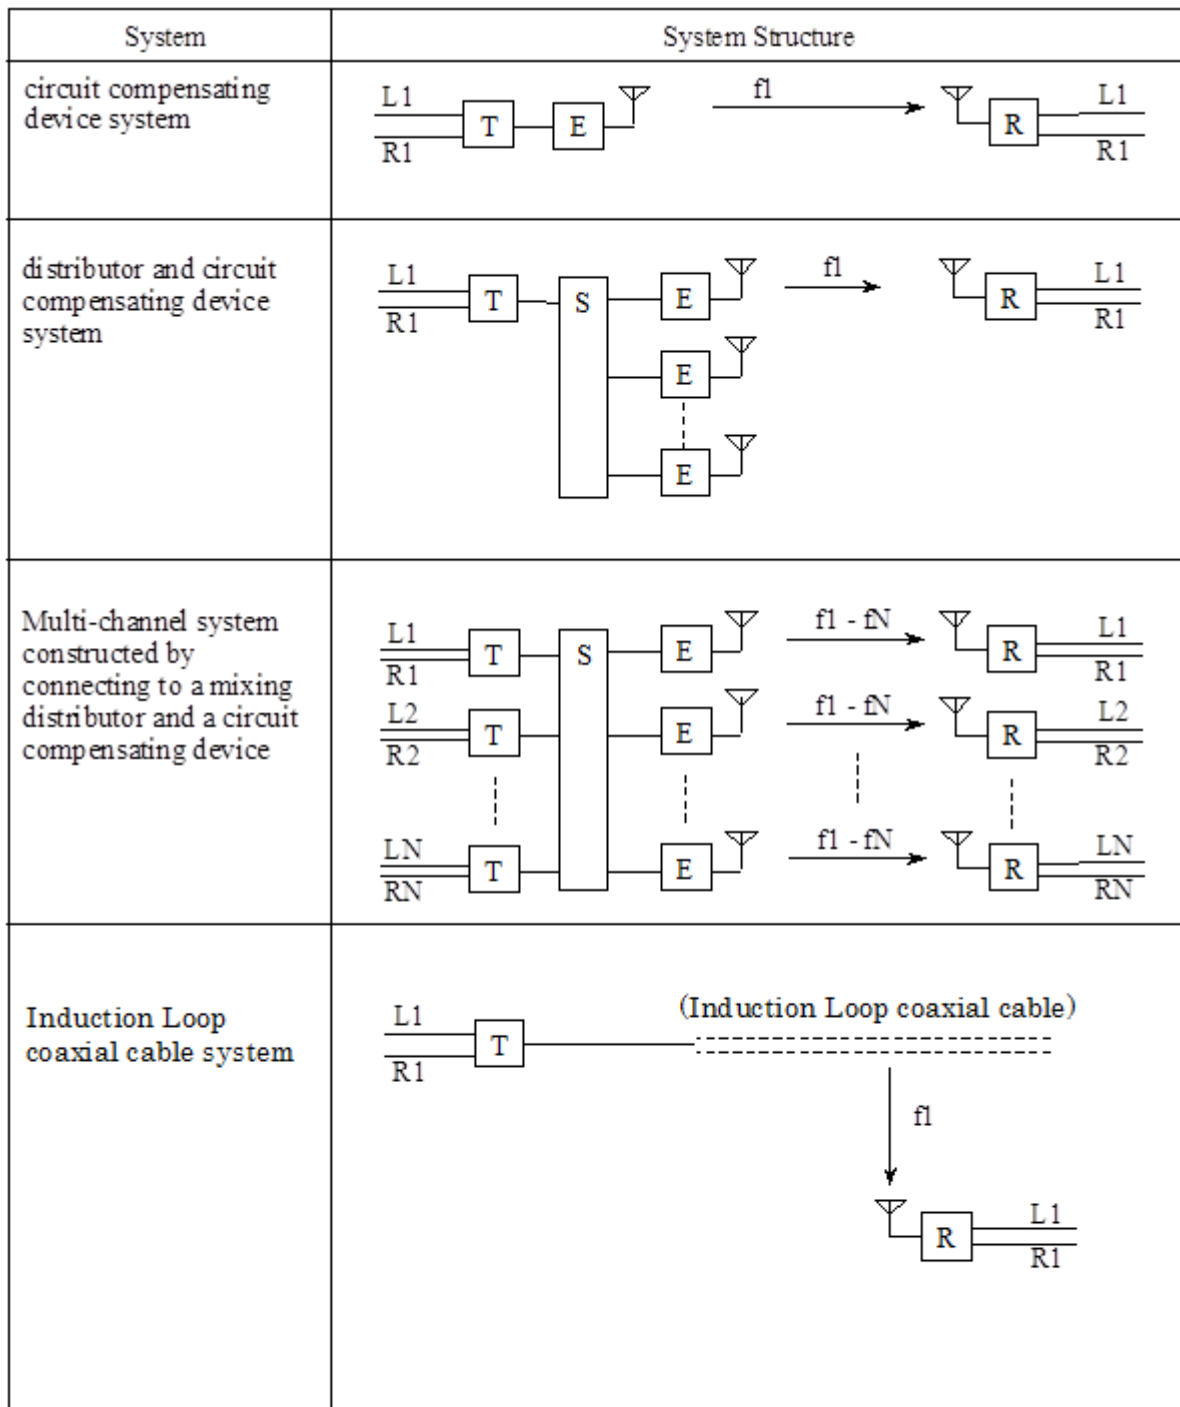 System
System Structure
circuit compensating
device system
L1
R1
T
E
f1
R
L1
R1
distributor and circuit
compensating device
system
L1
R1
T
S
E
f1
R
L1
R1
E
E
Multi-channel system
constructed by
connecting to a mixing
distributor and a circuit
compensating device
L1
R1
T
S
E
f1 - fN
R
L1
R1
L2
R2
T
E
f1 - fN
R
L2
R2
LN
RN
T
E
f1 - fN
R
LN
RN
Induction Loop
coaxial cable system
L1
R1
T
(Induction Loop coaxial cable)
f1
R
L1
R1